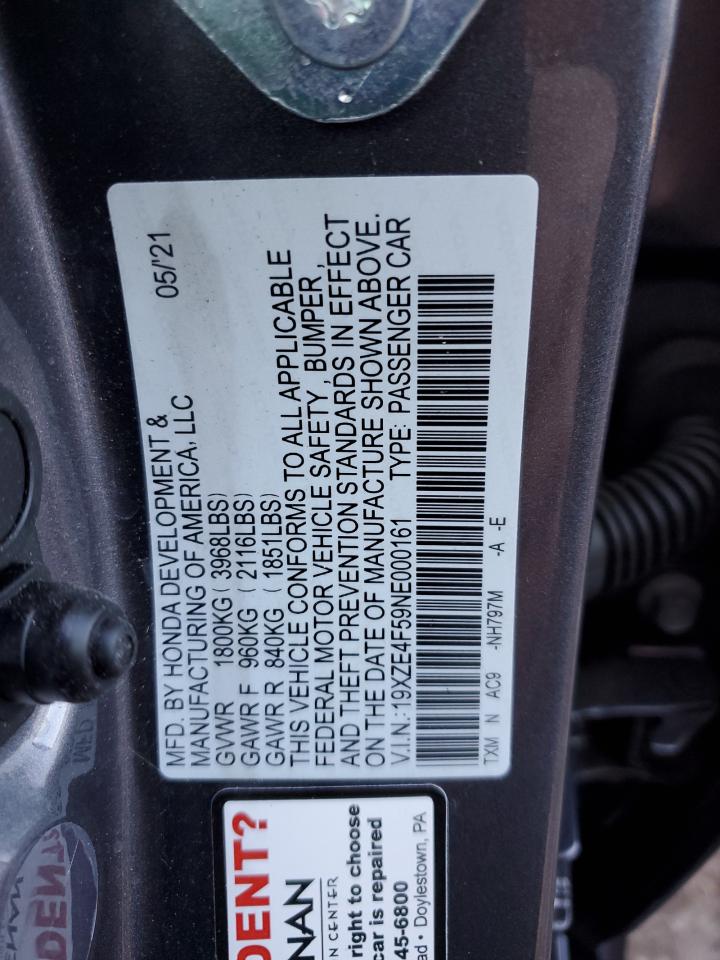 MFD. BY HONDA DEVELOPMENT & 05/'21
MANUFACTURING OF AMERICA, LLC
GVWR 1800KG ( 3968LBS)
GAWR F 960KG ( 2116LBS)
GAWR R 840KG ( 1851LBS)
THIS VEHICLE CONFORMS TO ALL APPLICABLE
FEDERAL MOTOR VEHICLE SAFETY, BUMPER,
AND THEFT PREVENTION STANDARDS IN EFFECT
ON THE DATE OF MANUFACTURE SHOWN ABOVE.
V.I.N.: 19XZE4F59NE000161 TYPE: PASSENGER CAR
TXM N AC9 -NH797M -A -E
DENT?
NAN
N CENTER
right to choose
car is repaired
45-6800
ad • Doylestown, PA